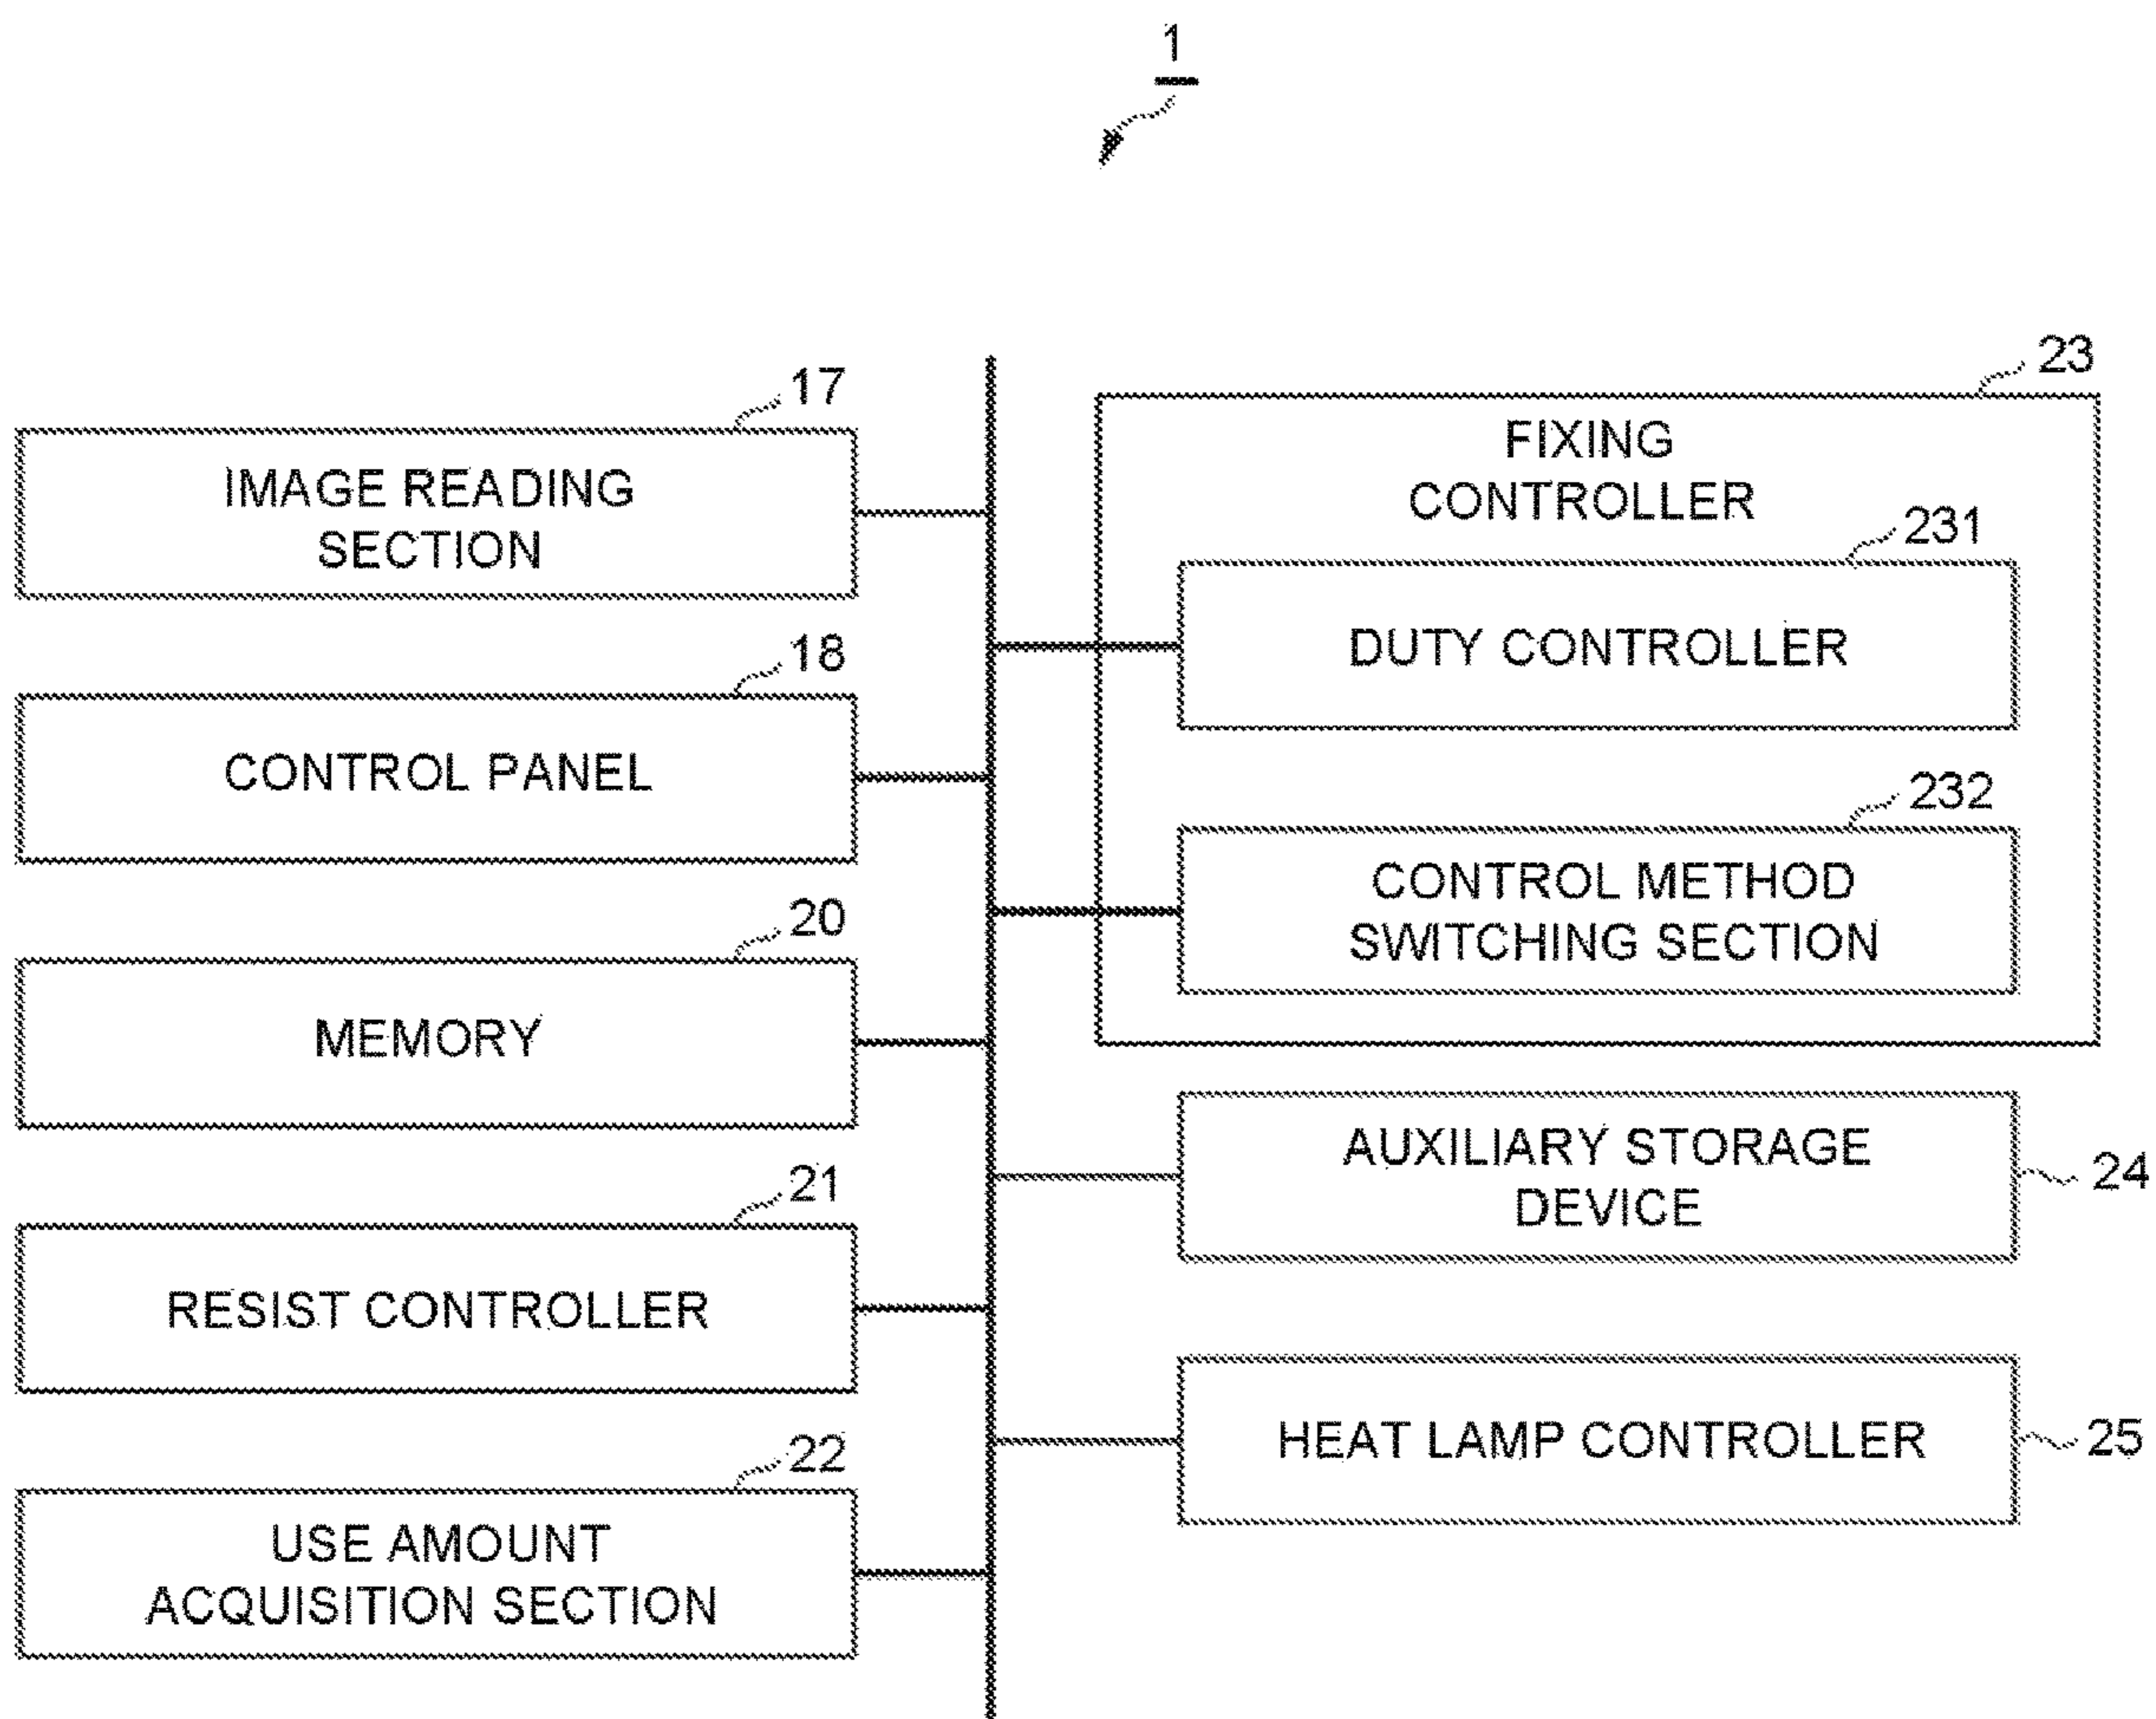 1
17
IMAGE READING
SECTION
18
CONTROL PANEL
20
MEMORY
21
RESIST CONTROLLER
22
USE AMOUNT
ACQUISITION SECTION
23
FIXING
CONTROLLER
231
DUTY CONTROLLER
232
CONTROL METHOD
SWITCHING SECTION
AUXILIARY STORAGE
DEVICE
24
HEAT LAMP CONTROLLER
25